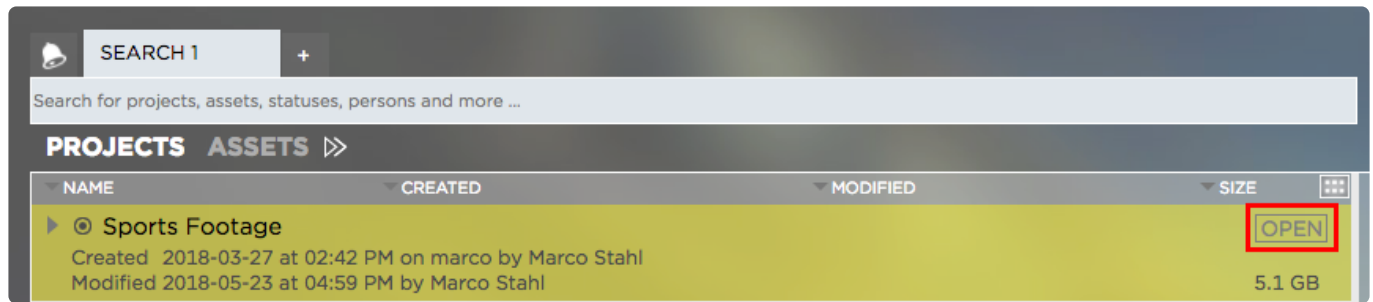 SEARCH 1 +
Search for projects, assets, statuses, persons and more ...
PROJECTS ASSETS
NAME CREATED MODIFIED SIZE
Sports Footage OPEN
Created 2018-03-27 at 02:42 PM on marco by Marco Stahl
Modified 2018-05-23 at 04:59 PM by Marco Stahl 5.1 GB